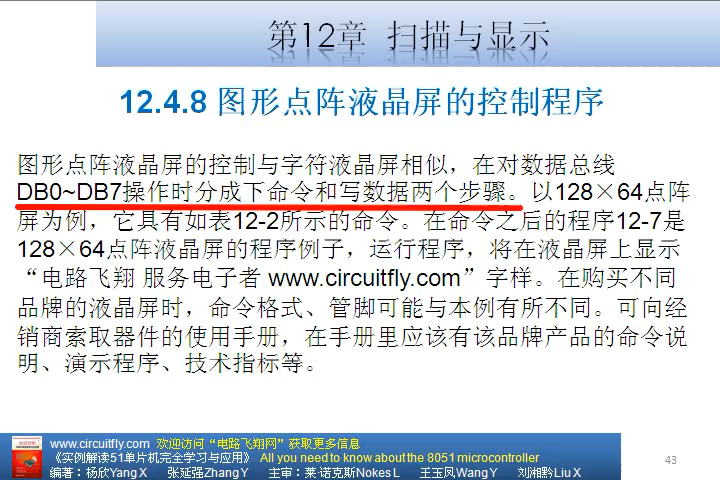 第12章 扫描与显示
12.4.8 图形点阵液晶屏的控制程序
图形点阵液晶屏的控制与字符液晶屏相似，在对数据总线
DB0~DB7操作时分成下命令和写数据两个步骤。以128×64点阵
屏为例，它具有如表12-2所示的命令。在命令之后的程序12-7是
128×64点阵液晶屏的程序例子，运行程序，将在液晶屏上显示
“电路飞翔 服务电子者 www.circuitfly.com”字样。在购买不同
品牌的液晶屏时，命令格式、管脚可能与本例有所不同。可向经
销商索取器件的使用手册，在手册里应该有该品牌产品的命令说
明、演示程序、技术指标等。
www.circuitfly.com 欢迎访问“电路飞翔网”获取更多信息
《实例解读51单片机完全学习与应用》 All you need to know about the 8051 microcontroller
编著：杨欣Yang X 张延强Zhang Y 主审：莱·诺克斯Nokes L 王玉凤Wang Y 刘湘黔Liu X
43